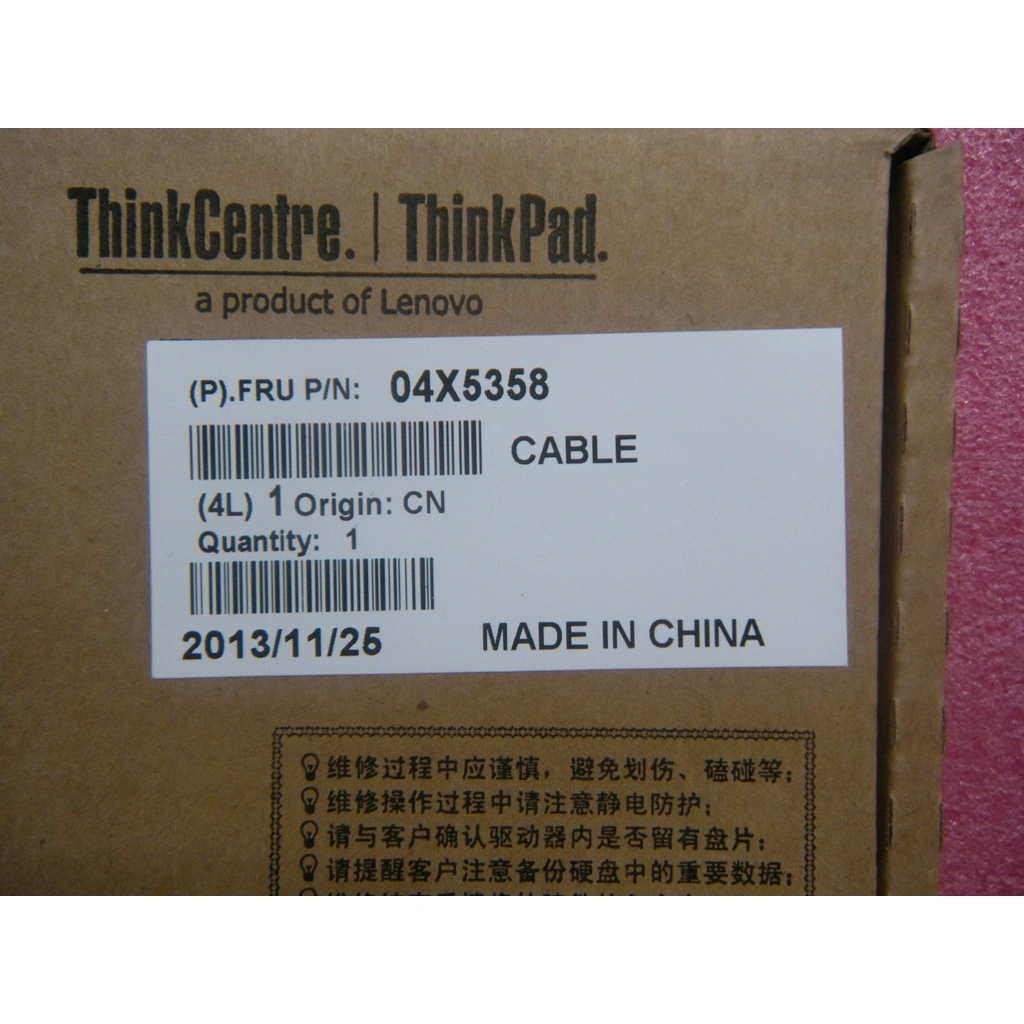 ThinkCentre. | ThinkPad.
a product of Lenovo
(P).FRU P/N: 04X5358
CABLE
(4L) 1 Origin: CN
Quantity: 1
2013/11/25 MADE IN CHINA
维修过程中应谨慎，避免划伤、磕碰等；
维修操作过程中请注意静电防护；
请与客户确认驱动器内是否留有盘片；
请提醒客户注意备份硬盘中的重要数据；